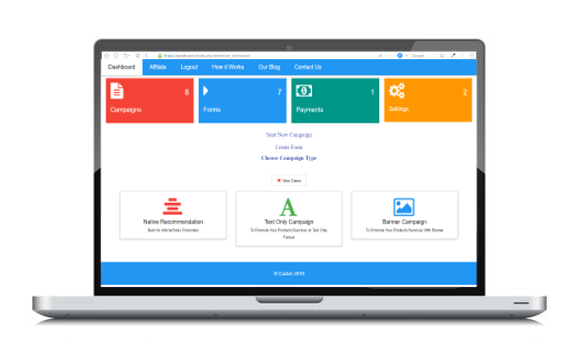 Dashboard Affiliate Logout How it Works Our Blog Contact Us
8 7 1 2
Campaigns Forms Payments Settings
Start New Campaign
Create Form
Choose Campaign Type
Native Recommendation Text Only Campaign Banner Campaign
Best for Article/Story Promotion To Promote Your Products/Services in Text Only To Promote Your Products/Services With Banner
Format